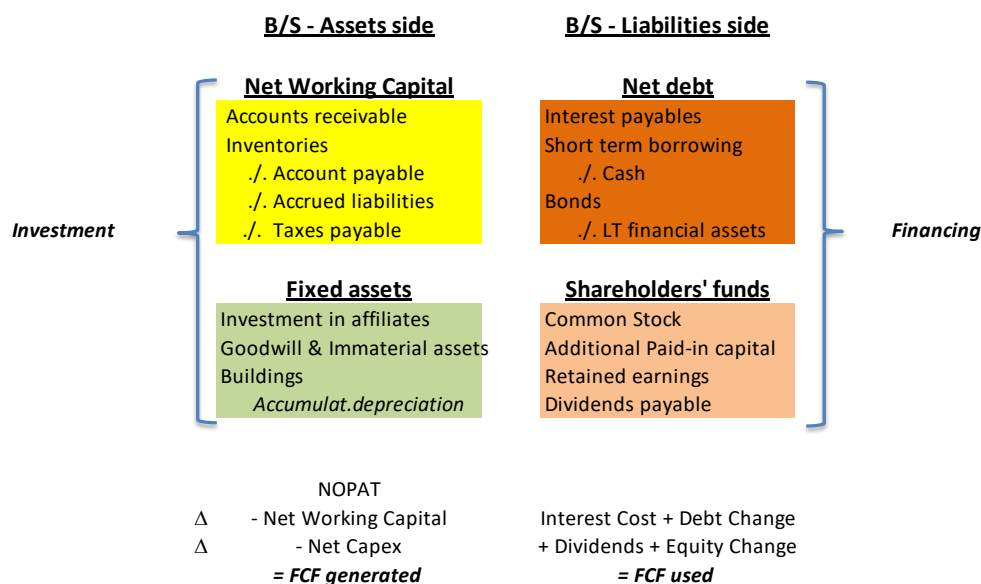 B/S - Assets side
B/S - Liabilities side
Net Working Capital
Accounts receivable
Inventories
./. Account payable
./. Accrued liabilities
./. Taxes payable
Net debt
Interest payables
Short term borrowing
./. Cash
Bonds
./. LT financial assets
Investment
Financing
Fixed assets
Investment in affiliates
Goodwill & Immaterial assets
Buildings
Accumulat.depreciation
Shareholders' funds
Common Stock
Additional Paid-in capital
Retained earnings
Dividends payable
NOPAT
Δ - Net Working Capital
Δ - Net Capex
= FCF generated
Interest Cost + Debt Change
+ Dividends + Equity Change
= FCF used